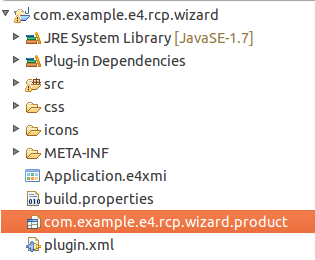 com.example.e4.rcp.wizard
JRE System Library [JavaSE-1.7]
Plug-in Dependencies
src
css
icons
META-INF
Application.e4xmi
build.properties
com.example.e4.rcp.wizard.product
plugin.xml